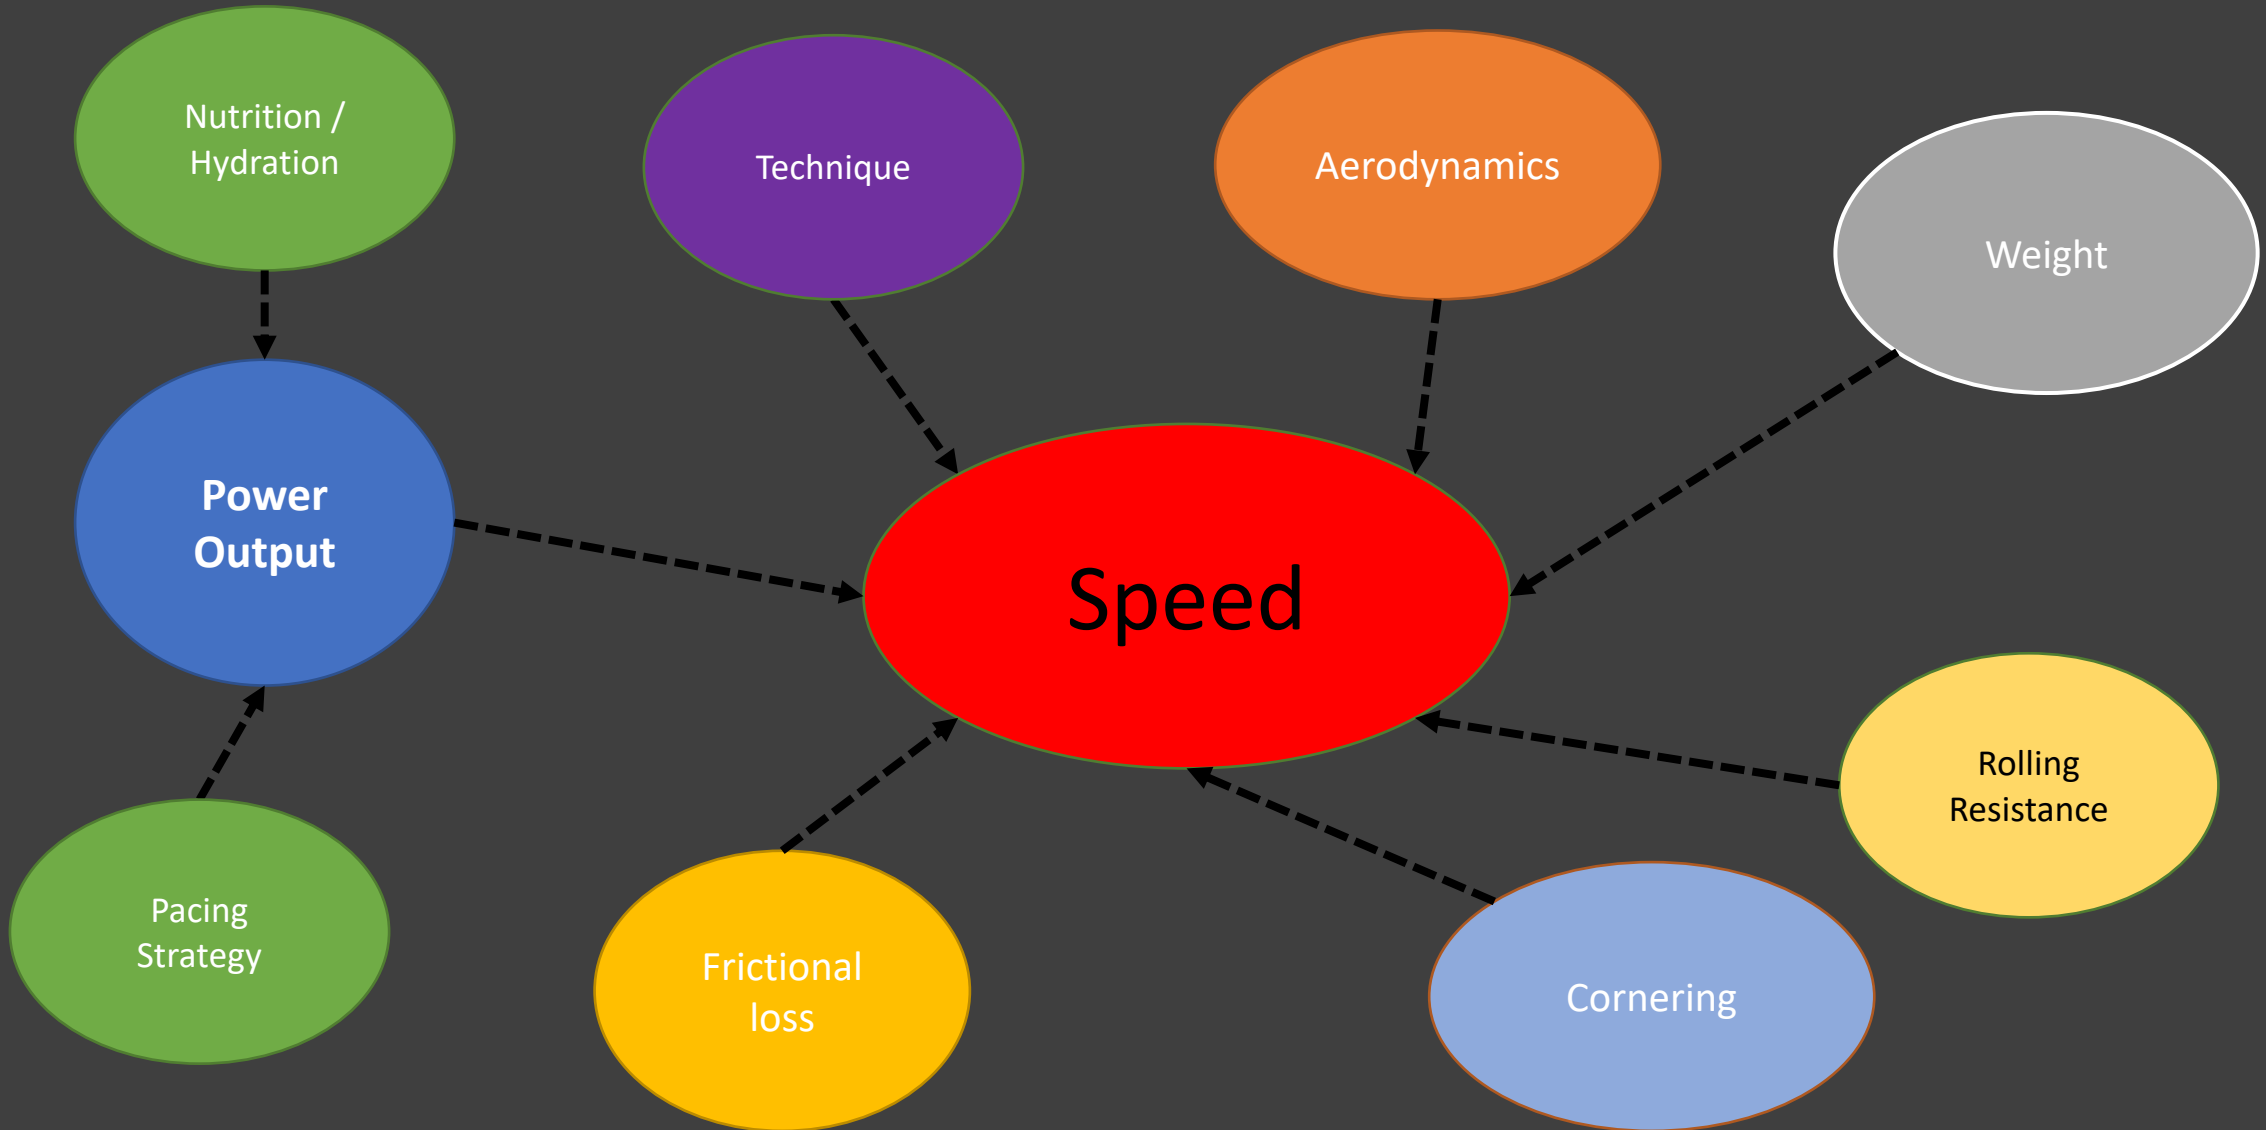 Nutrition /
Hydration
Technique
Aerodynamics
Weight
Power
Output
Speed
Rolling
Resistance
Pacing
Strategy
Frictional
loss
Cornering